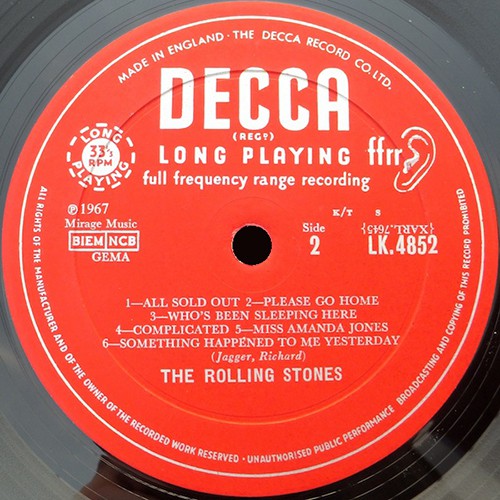 MADE IN ENGLAND · THE DECCA RECORD CO. LTD.
DECCA
(REGD)
LONG PLAYING
ffrr
full frequency range recording
LONG
33⅓
RPM
PLAYING
℗ 1967
Mirage Music
BIEM NCB
GEMA
K/T S
Side
2
{XARL.7645}
LK.4852
1—ALL SOLD OUT 2—PLEASE GO HOME
3—WHO'S BEEN SLEEPING HERE
4—COMPLICATED 5—MISS AMANDA JONES
6—SOMETHING HAPPENED TO ME YESTERDAY
(Jagger, Richard)
THE ROLLING STONES
ALL RIGHTS OF THE MANUFACTURER AND OF THE OWNER OF THE RECORDED WORK RESERVED · UNAUTHORISED PUBLIC PERFORMANCE BROADCASTING AND COPYING OF THIS RECORD PROHIBITED